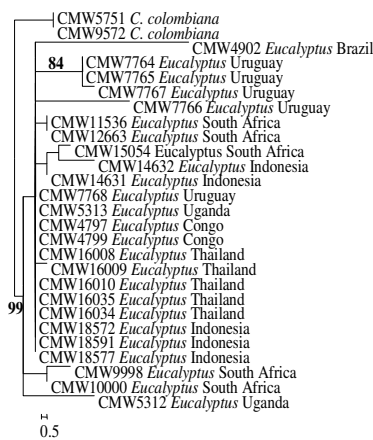 CMW5751 C. colombiana
CMW9572 C. colombiana
CMW4902 Eucalyptus Brazil
84
CMW7764 Eucalyptus Uruguay
CMW7765 Eucalyptus Uruguay
CMW7767 Eucalyptus Uruguay
CMW7766 Eucalyptus Uruguay
CMW11536 Eucalyptus South Africa
CMW12663 Eucalyptus South Africa
CMW15054 Eucalyptus South Africa
CMW14632 Eucalyptus Indonesia
CMW14631 Eucalyptus Indonesia
CMW7768 Eucalyptus Uruguay
CMW5313 Eucalyptus Uganda
CMW4797 Eucalyptus Congo
CMW4799 Eucalyptus Congo
CMW16008 Eucalyptus Thailand
CMW16009 Eucalyptus Thailand
CMW16010 Eucalyptus Thailand
CMW16035 Eucalyptus Thailand
99
CMW16034 Eucalyptus Thailand
CMW18572 Eucalyptus Indonesia
CMW18591 Eucalyptus Indonesia
CMW18577 Eucalyptus Indonesia
CMW9998 Eucalyptus South Africa
CMW10000 Eucalyptus South Africa
CMW5312 Eucalyptus Uganda
0.5